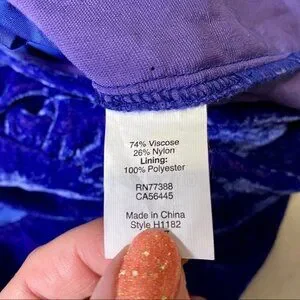 74% Viscose
26% Nylon
Lining:
100% Polyester
RN77388
CA56445
Made in China
Style H1182